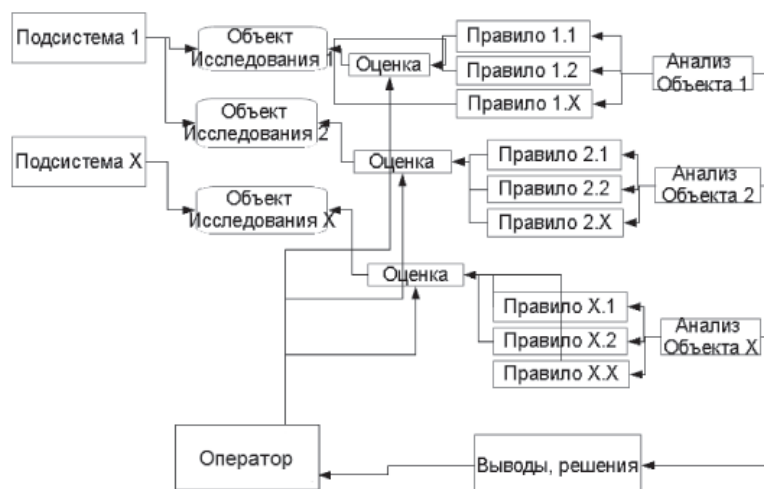 Подсистема 1
Объект
Исследования 1
Оценка
Правило 1.1
Правило 1.2
Правило 1.X
Анализ
Объекта 1
Объект
Исследования 2
Подсистема X
Оценка
Правило 2.1
Правило 2.2
Правило 2.X
Анализ
Объекта 2
Объект
Исследования X
Оценка
Правило X.1
Правило X.2
Правило X.X
Анализ
Объекта X
Оператор
Выводы, решения